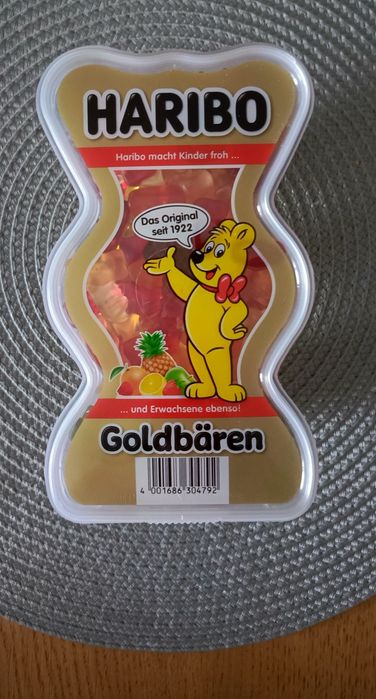 HARIBO
Haribo macht Kinder froh ...
Das Original
seit 1922
... und Erwachsene ebenso!
Goldbären
4 001686 304792